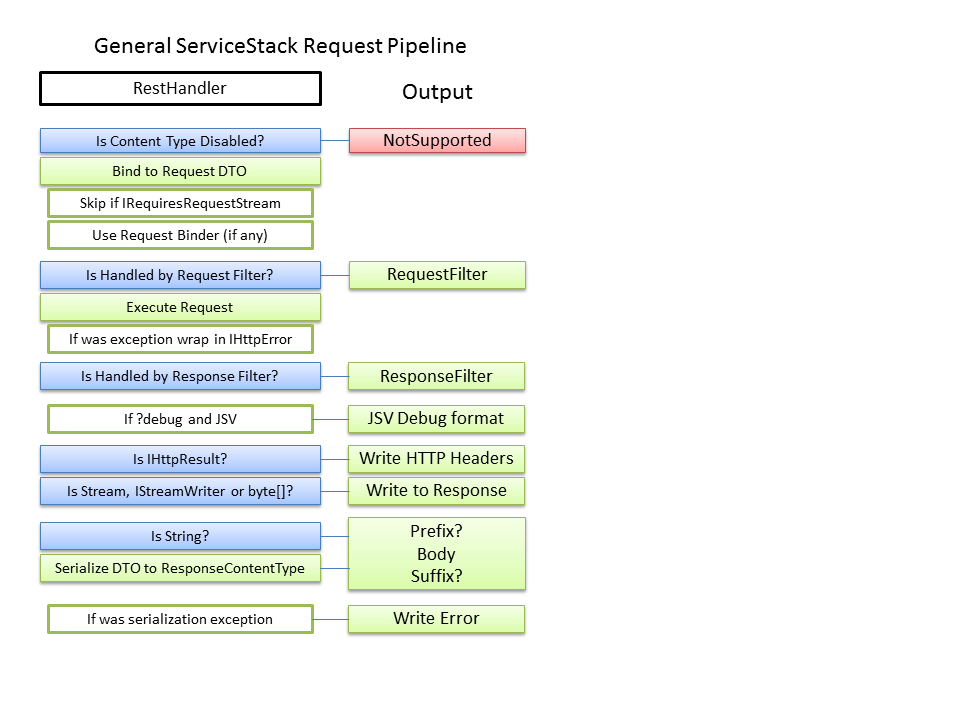 General ServiceStack Request Pipeline
RestHandler
Output
Is Content Type Disabled?
NotSupported
Bind to Request DTO
Skip if IRequiresRequestStream
Use Request Binder (if any)
Is Handled by Request Filter?
RequestFilter
Execute Request
If was exception wrap in IHttpError
Is Handled by Response Filter?
ResponseFilter
If ?debug and JSV
JSV Debug format
Is IHttpResult?
Write HTTP Headers
Is Stream, IStreamWriter or byte[]?
Write to Response
Is String?
Prefix?
Body
Suffix?
Serialize DTO to ResponseContentType
If was serialization exception
Write Error